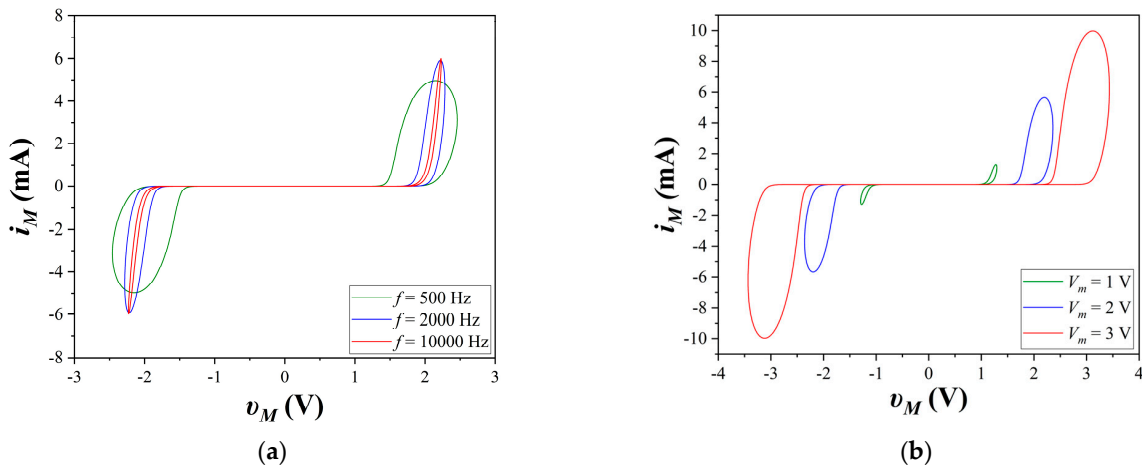 8
6
4
2
0
-2
-4
-6
-8
i_M (mA)
-3 -2 -1 0 1 2 3
υ_M (V)
f = 500 Hz
f = 2000 Hz
f = 10000 Hz
(a)
10
8
6
4
2
0
-2
-4
-6
-8
-10
i_M (mA)
-4 -3 -2 -1 0 1 2 3 4
υ_M (V)
V_m = 1 V
V_m = 2 V
V_m = 3 V
(b)